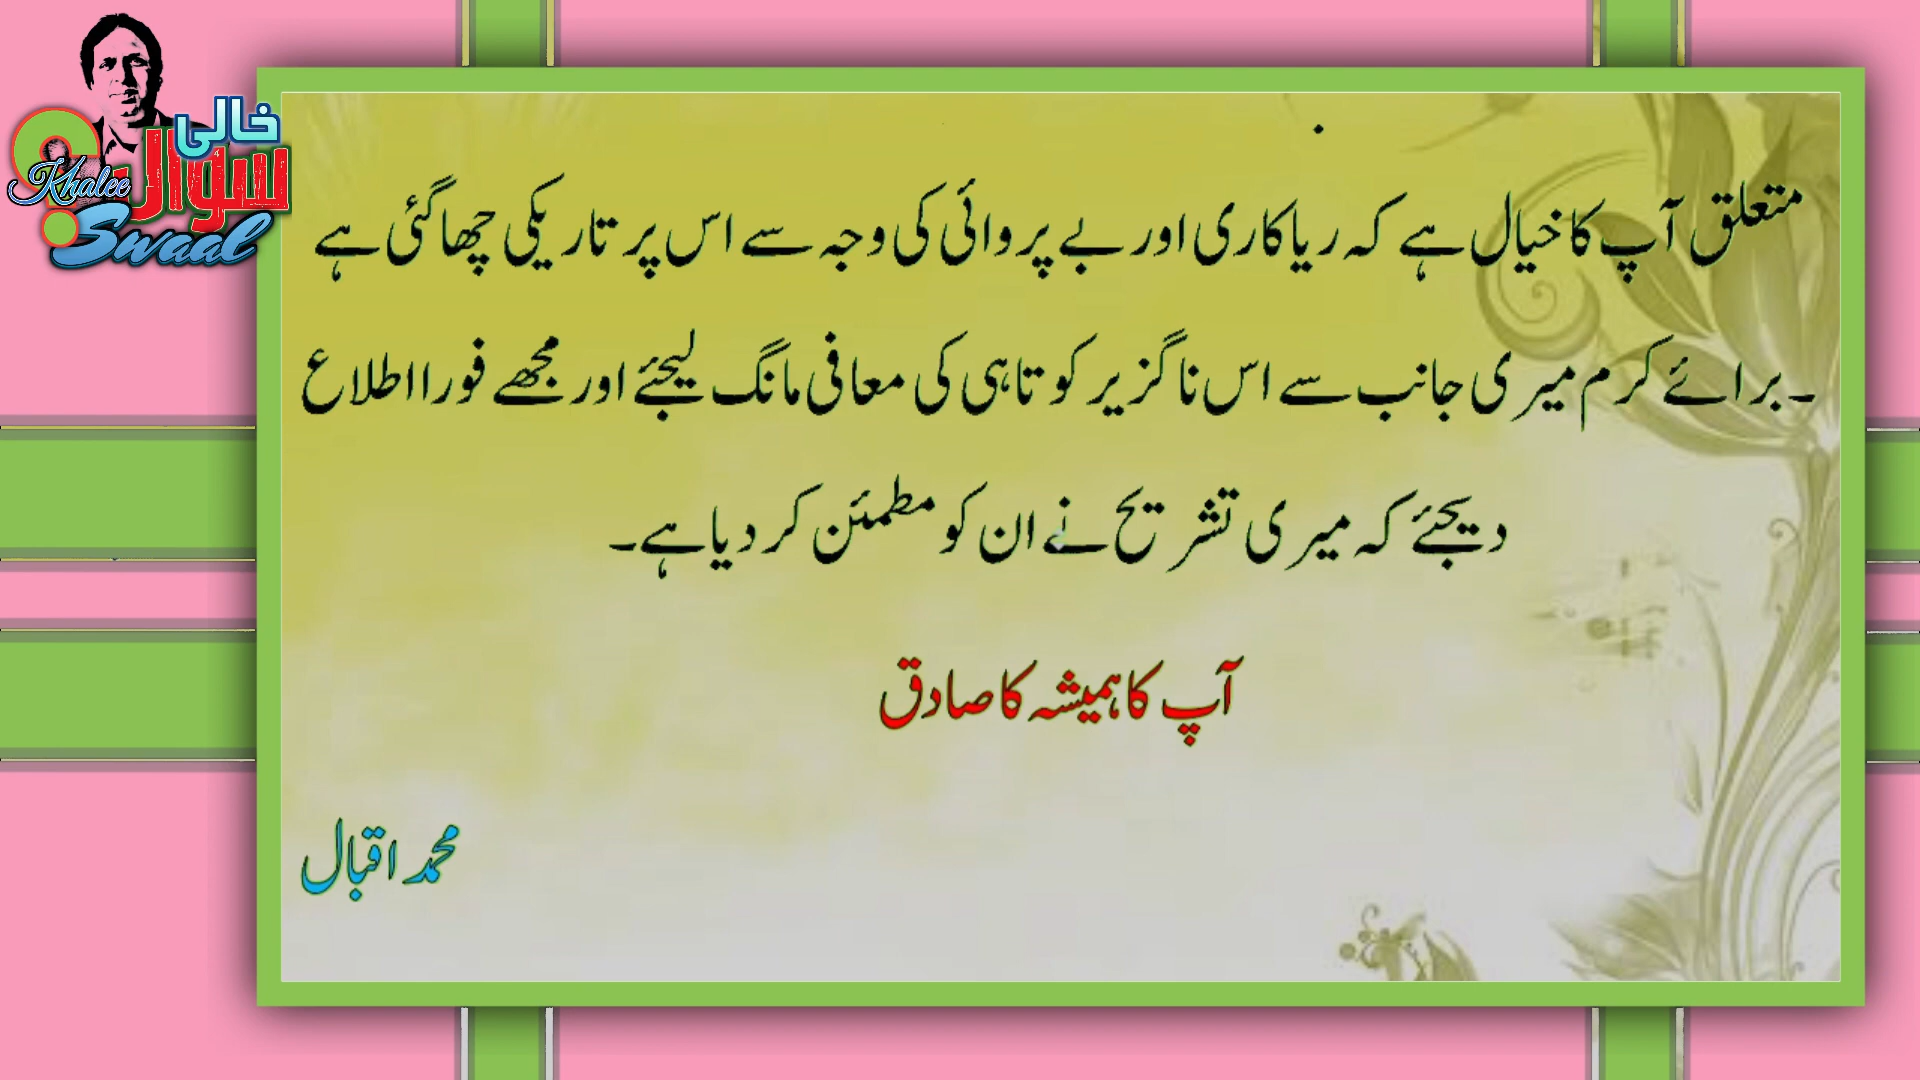 خالی
سوال
Khalee
Swaal
متعلق آپ کا خیال ہے کہ ریاکاری اور بے پروائی کی وجہ سے اس پر تاریکی چھا گئی ہے
۔ برائے کرم میری جانب سے اس ناگزیر کوتاہی کی معافی مانگ لیجئے اور مجھے فورا اطلاع
دیجئے کہ میری تشریح نے ان کو مطمئن کر دیا ہے۔
آپ کا ہمیشہ کا صادق
محمد اقبال